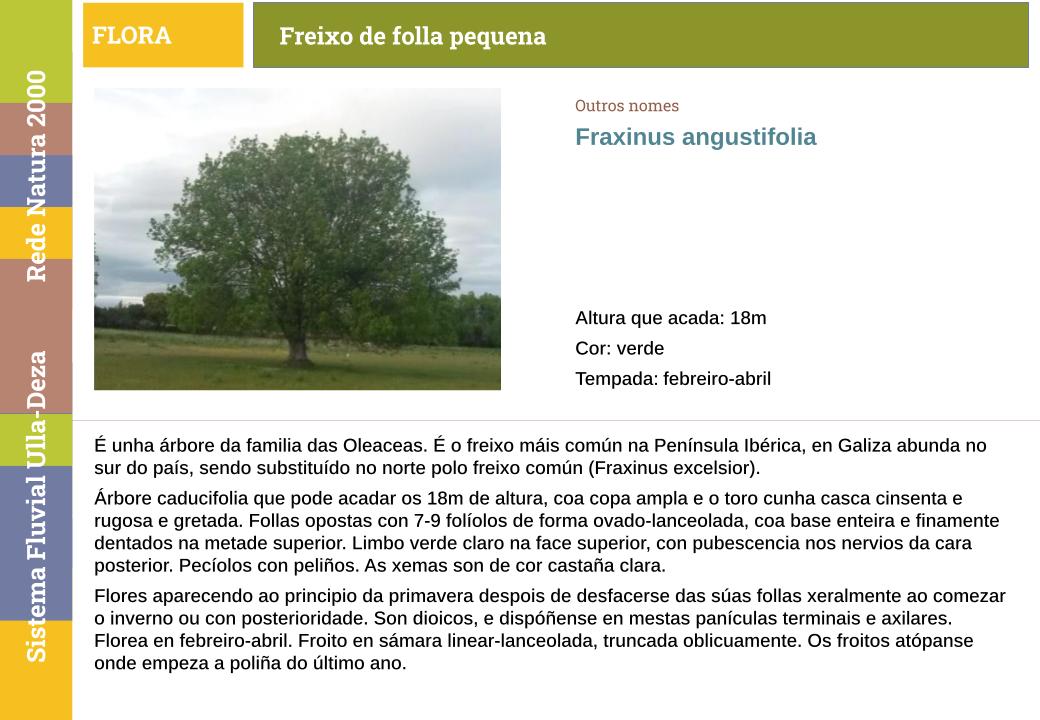 FLORA
Freixo de folla pequena
Sistema Fluvial Ulla-Deza Rede Natura 2000
Outros nomes
Fraxinus angustifolia
Altura que acada: 18m
Cor: verde
Tempada: febreiro-abril
É unha árbore da familia das Oleaceas. É o freixo máis común na Península Ibérica, en Galiza abunda no
sur do país, sendo substituído no norte polo freixo común (Fraxinus excelsior).
Árbore caducifolia que pode acadar os 18m de altura, coa copa ampla e o toro cunha casca cinsenta e
rugosa e gretada. Follas opostas con 7-9 folíolos de forma ovado-lanceolada, coa base enteira e finamente
dentados na metade superior. Limbo verde claro na face superior, con pubescencia nos nervios da cara
posterior. Pecíolos con peliños. As xemas son de cor castaña clara.
Flores aparecendo ao principio da primavera despois de desfacerse das súas follas xeralmente ao comezar
o inverno ou con posterioridade. Son dioicos, e dispóñense en mestas panículas terminais e axilares.
Florea en febreiro-abril. Froito en sámara linear-lanceolada, truncada oblicuamente. Os froitos atópanse
onde empeza a poliña do último ano.